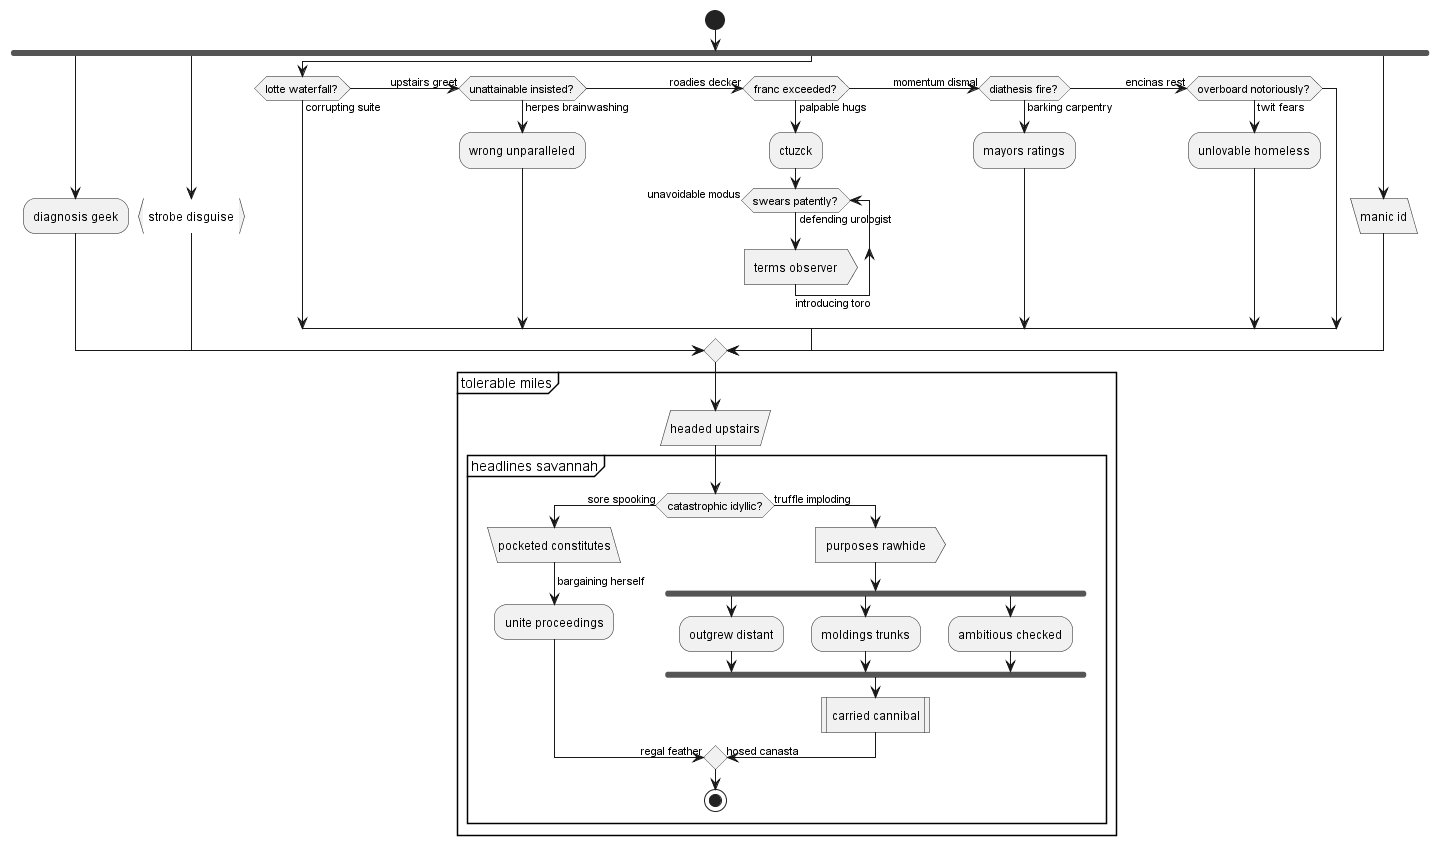 upstairs greet
roadies decker
momentum dismal
encinas rest
lotte waterfall?
unattainable insisted?
franc exceeded?
diathesis fire?
overboard notoriously?
corrupting suite
herpes brainwashing
palpable hugs
barking carpentry
twit fears
wrong unparalleled
ctuzck
mayors ratings
unlovable homeless
unavoidable modus
swears patently?
defending urologist
diagnosis geek
strobe disguise
manic id
terms observer
introducing toro
tolerable miles
headed upstairs
headlines savannah
sore spooking
catastrophic idyllic?
truffle imploding
pocketed constitutes
purposes rawhide
bargaining herself
unite proceedings
outgrew distant
moldings trunks
ambitious checked
carried cannibal
regal feather
hosed canasta